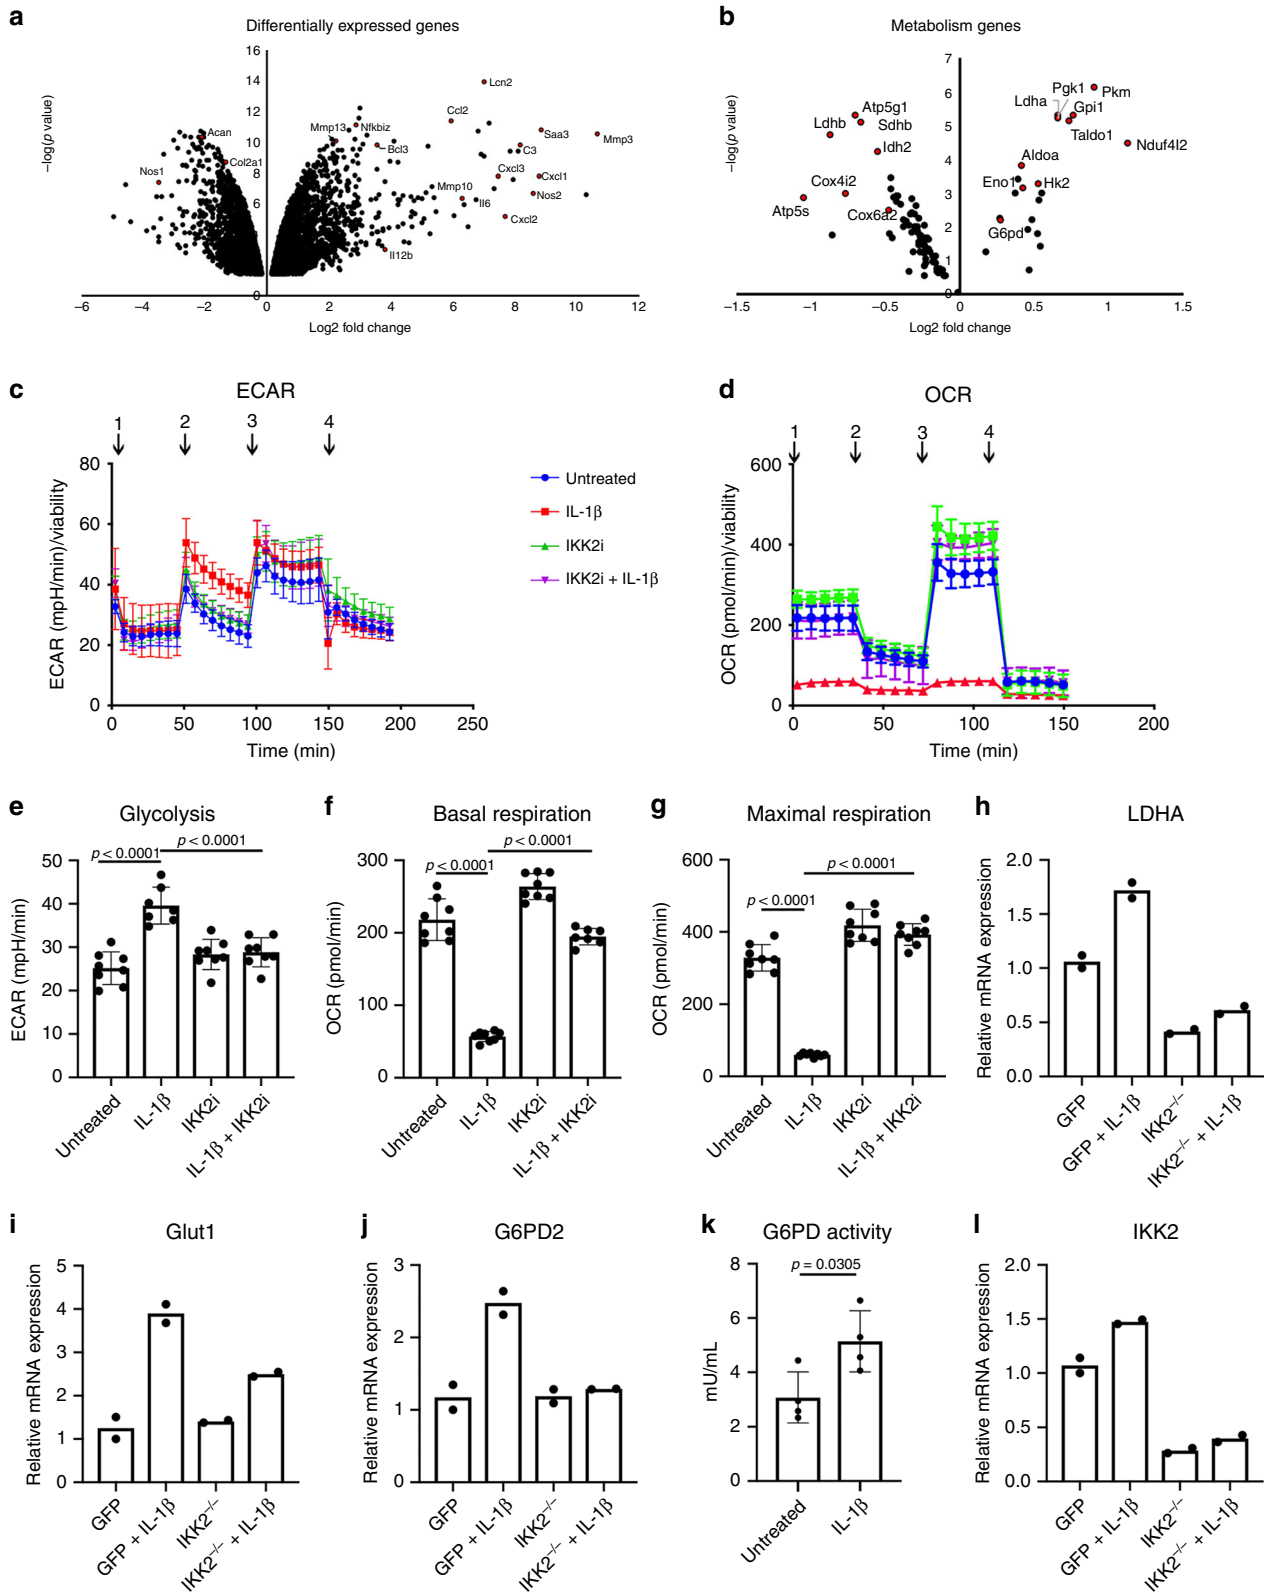 a
Differentially expressed genes
–log(p value)
16
14
12
10
8
6
0
–6
–4
–2
0
2
4
6
8
10
12
Log2 fold change
Lcn2
Ccl2
Mmp13
Nfkbiz
Saa3
Mmp3
Acan
Bcl3
C3
Col2a1
Nos1
Cxcl3
Cxcl1
Mmp10
Il6
Nos2
Cxcl2
Il12b
b
Metabolism genes
–log(p value)
7
6
5
4
3
2
1
0
–1.5
–1
–0.5
0
0.5
1
1.5
Log2 fold change
Pgk1
Pkm
Ldha
Gpi1
Atp5g1
Ldhb
Sdhb
Taldo1
Idh2
Nduf4l2
Aldoa
Cox4i2
Eno1
Hk2
Atp5s
Cox6a2
G6pd
c
ECAR
1 2 3 4
ECAR (mpH/min)/viability
80
60
40
20
0
0 50 100 150 200 250
Time (min)
Untreated
IL-1β
IKK2i
IKK2i + IL-1β
d
OCR
1 2 3 4
OCR (pmol/min)/viability
600
400
200
0
0 50 100 150 200
Time (min)
e
Glycolysis
p < 0.0001
p < 0.0001
ECAR (mpH/min)
50
40
30
20
10
0
Untreated
IL-1β
IKK2i
IL-1β + IKK2i
f
Basal respiration
p < 0.0001
p < 0.0001
OCR (pmol/min)
300
200
100
0
Untreated
IL-1β
IKK2i
IL-1β + IKK2i
g
Maximal respiration
p < 0.0001
p < 0.0001
OCR (pmol/min)
600
400
200
0
Untreated
IL-1β
IKK2i
IL-1β + IKK2i
h
LDHA
Relative mRNA expression
2.0
1.5
1.0
0.5
0.0
GFP
GFP + IL-1β
IKK2–/–
IKK2–/– + IL-1β
i
Glut1
Relative mRNA expression
5
4
3
2
1
0
GFP
GFP + IL-1β
IKK2–/–
IKK2–/– + IL-1β
j
G6PD2
Relative mRNA expression
3
2
1
0
GFP
GFP + IL-1β
IKK2–/–
IKK2–/– + IL-1β
k
G6PD activity
p = 0.0305
mU/mL
8
6
4
2
0
Untreated
IL-1β
l
IKK2
Relative mRNA expression
2.0
1.5
1.0
0.5
0.0
GFP
GFP + IL-1β
IKK2–/–
IKK2–/– + IL-1β